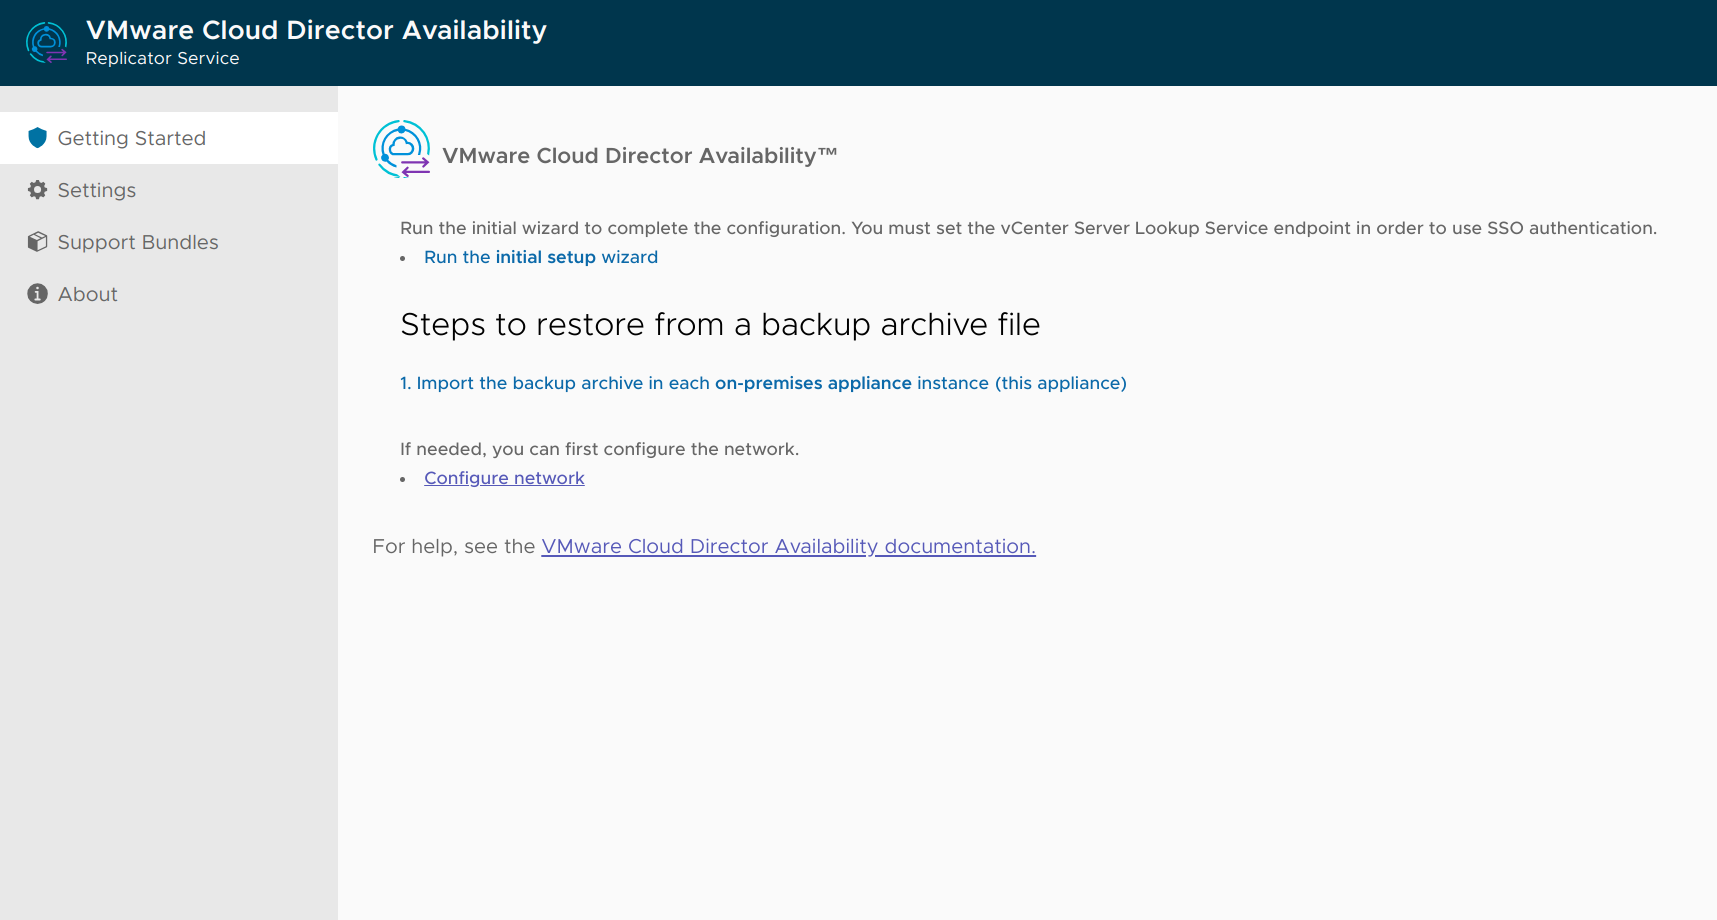 VMware Cloud Director Availability
Replicator Service
Getting Started
Settings
Support Bundles
About
VMware Cloud Director Availability™
Run the initial wizard to complete the configuration. You must set the vCenter Server Lookup Service endpoint in order to use SSO authentication.
• Run the initial setup wizard
Steps to restore from a backup archive file
1. Import the backup archive in each on-premises appliance instance (this appliance)
If needed, you can first configure the network.
• Configure network
For help, see the VMware Cloud Director Availability documentation.